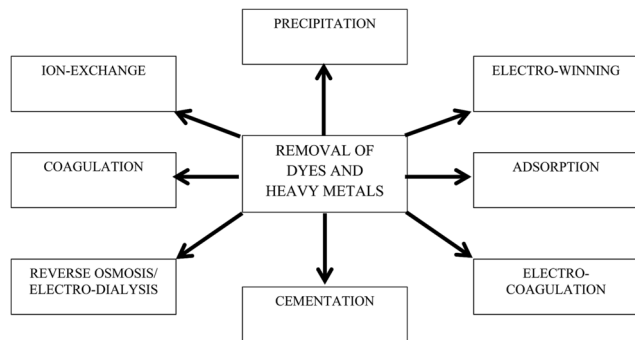 PRECIPITATION
ION-EXCHANGE
ELECTRO-WINNING
REMOVAL OF
DYES AND
HEAVY METALS
COAGULATION
ADSORPTION
REVERSE OSMOSIS/
ELECTRO-DIALYSIS
ELECTRO-
COAGULATION
CEMENTATION